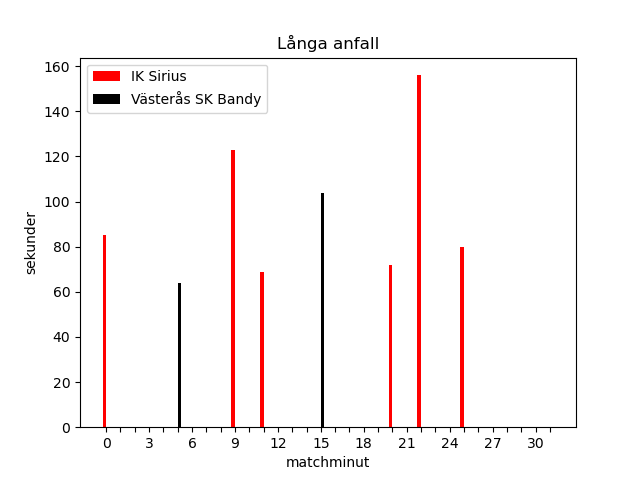 Långa anfall
IK Sirius
Västerås SK Bandy
160
140
120
100
80
60
40
20
0
sekunder
0 3 6 9 12 15 18 21 24 27 30
matchminut